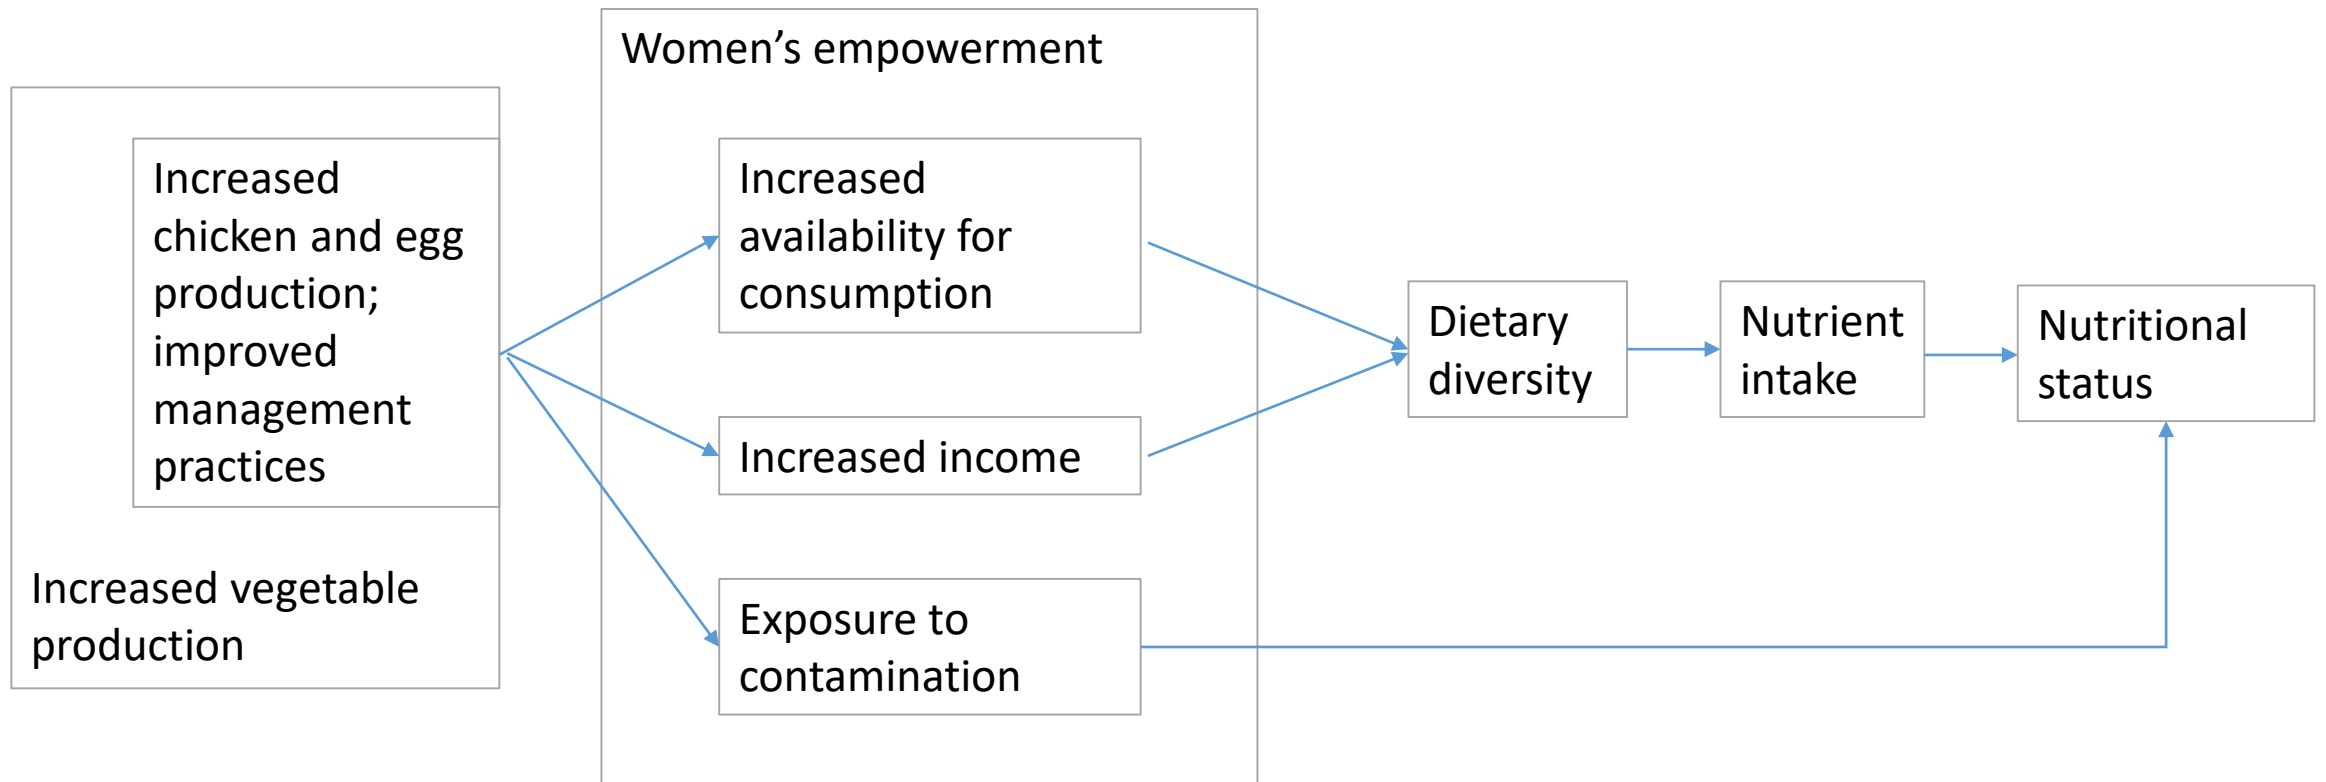 Women’s empowerment
Increased
chicken and egg
production;
improved
management
practices
Increased vegetable
production
Increased
availability for
consumption
Increased income
Exposure to
contamination
Dietary
diversity
Nutrient
intake
Nutritional
status